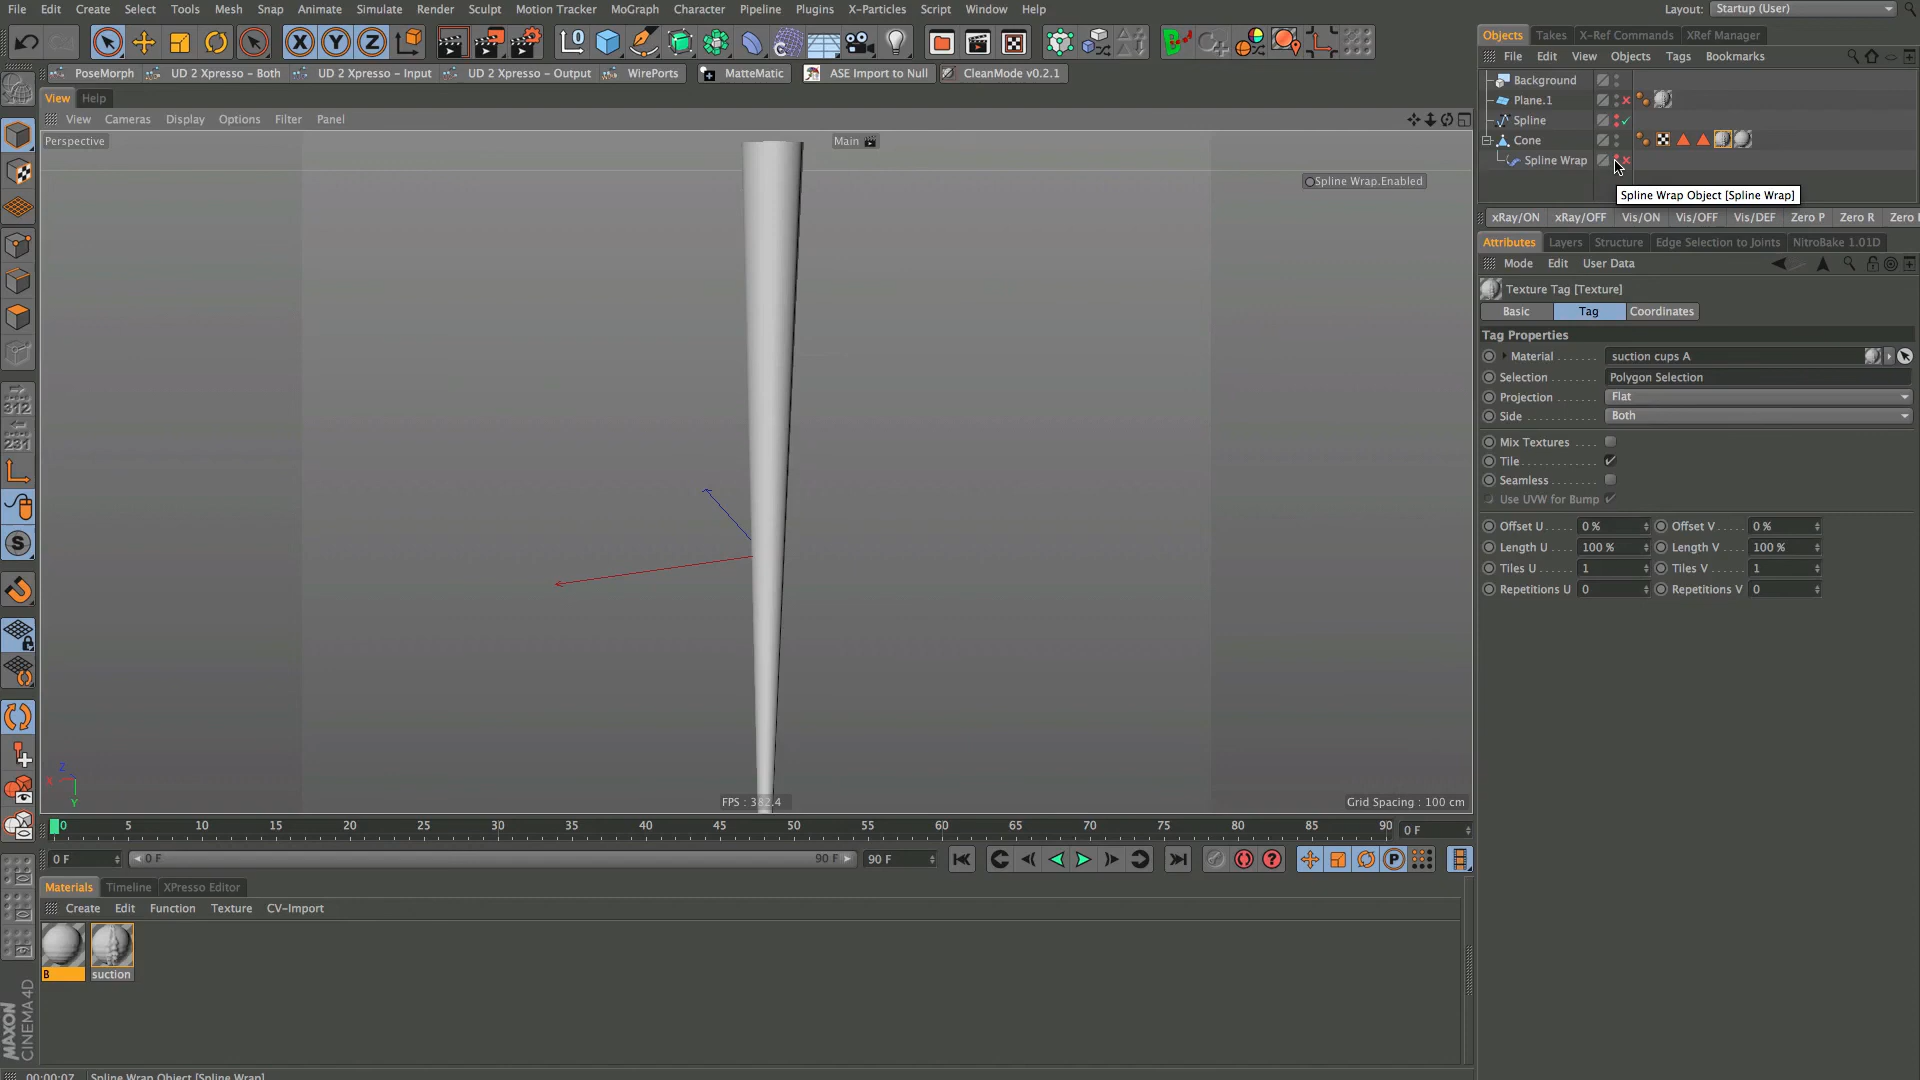 File Edit Create Select Tools Mesh Snap Animate Simulate Render Sculpt Motion Tracker MoGraph Character Pipeline Plugins X-Particles Script Window Help Layout: Startup (User)
X Y Z
PoseMorph UD 2 Xpresso - Both UD 2 Xpresso - Input UD 2 Xpresso - Output WirePorts MatteMatic ASE Import to Null CleanMode v0.2.1
View Help
View Cameras Display Options Filter Panel
Perspective Main
Spline Wrap.Enabled
FPS : 382.4
Grid Spacing : 100 cm
X Y Z
312
231
S
Objects Takes X-Ref Commands XRef Manager
File Edit View Objects Tags Bookmarks
Background
Plane.1
Spline
Cone
Spline Wrap
Spline Wrap Object [Spline Wrap]
xRay/ON xRay/OFF Vis/ON Vis/OFF Vis/DEF Zero P Zero R Zero
Attributes Layers Structure Edge Selection to Joints NitroBake 1.01D
Mode Edit User Data
Texture Tag [Texture]
Basic Tag Coordinates
Tag Properties
Material . . . . . . . suction cups A
Selection . . . . . . Polygon Selection
Projection . . . . . . Flat
Side . . . . . . . . . . Both
Mix Textures . . . .
Tile . . . . . . . . . . .
Seamless . . . . . . .
Use UVW for Bump
Offset U . . . . 0 % Offset V . . . . 0 %
Length U . . . 100 % Length V . . . 100 %
Tiles U . . . . . 1 Tiles V . . . . . 1
Repetitions U 0 Repetitions V 0
0 5 10 15 20 25 30 35 40 45 50 55 60 65 70 75 80 85 90 0 F
0 F 0 F 90 F 90 F ? P
Materials Timeline XPresso Editor
Create Edit Function Texture CV-Import
B suction
MAXON
CINEMA 4D
00:00:07 Spline Wrap Object [Spline Wrap]